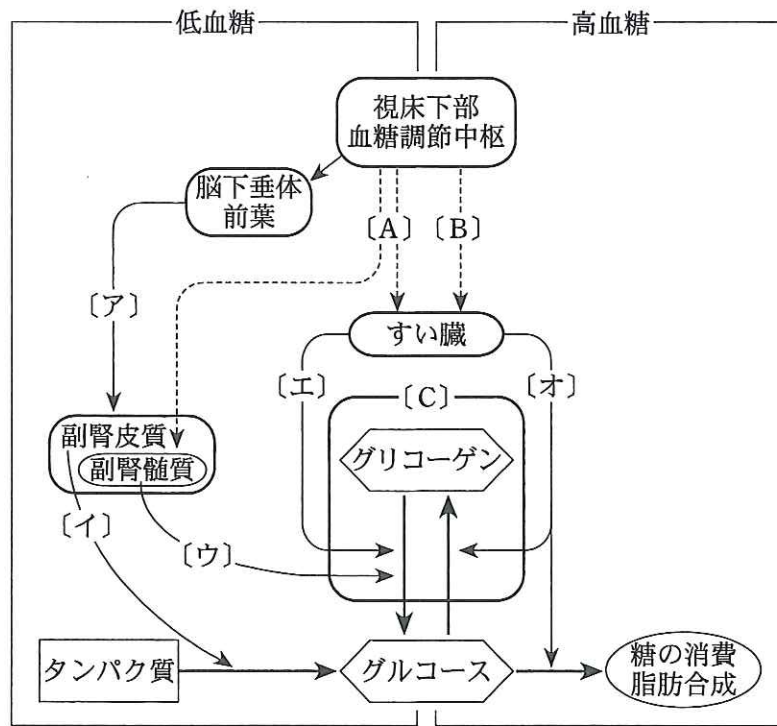 低血糖
高血糖
視床下部
血糖調節中枢
脳下垂体
前葉
〔A〕
〔B〕
〔ア〕
すい臓
〔エ〕
〔C〕
〔オ〕
グリコーゲン
副腎皮質
副腎髄質
〔イ〕
〔ウ〕
タンパク質
グルコース
糖の消費
脂肪合成